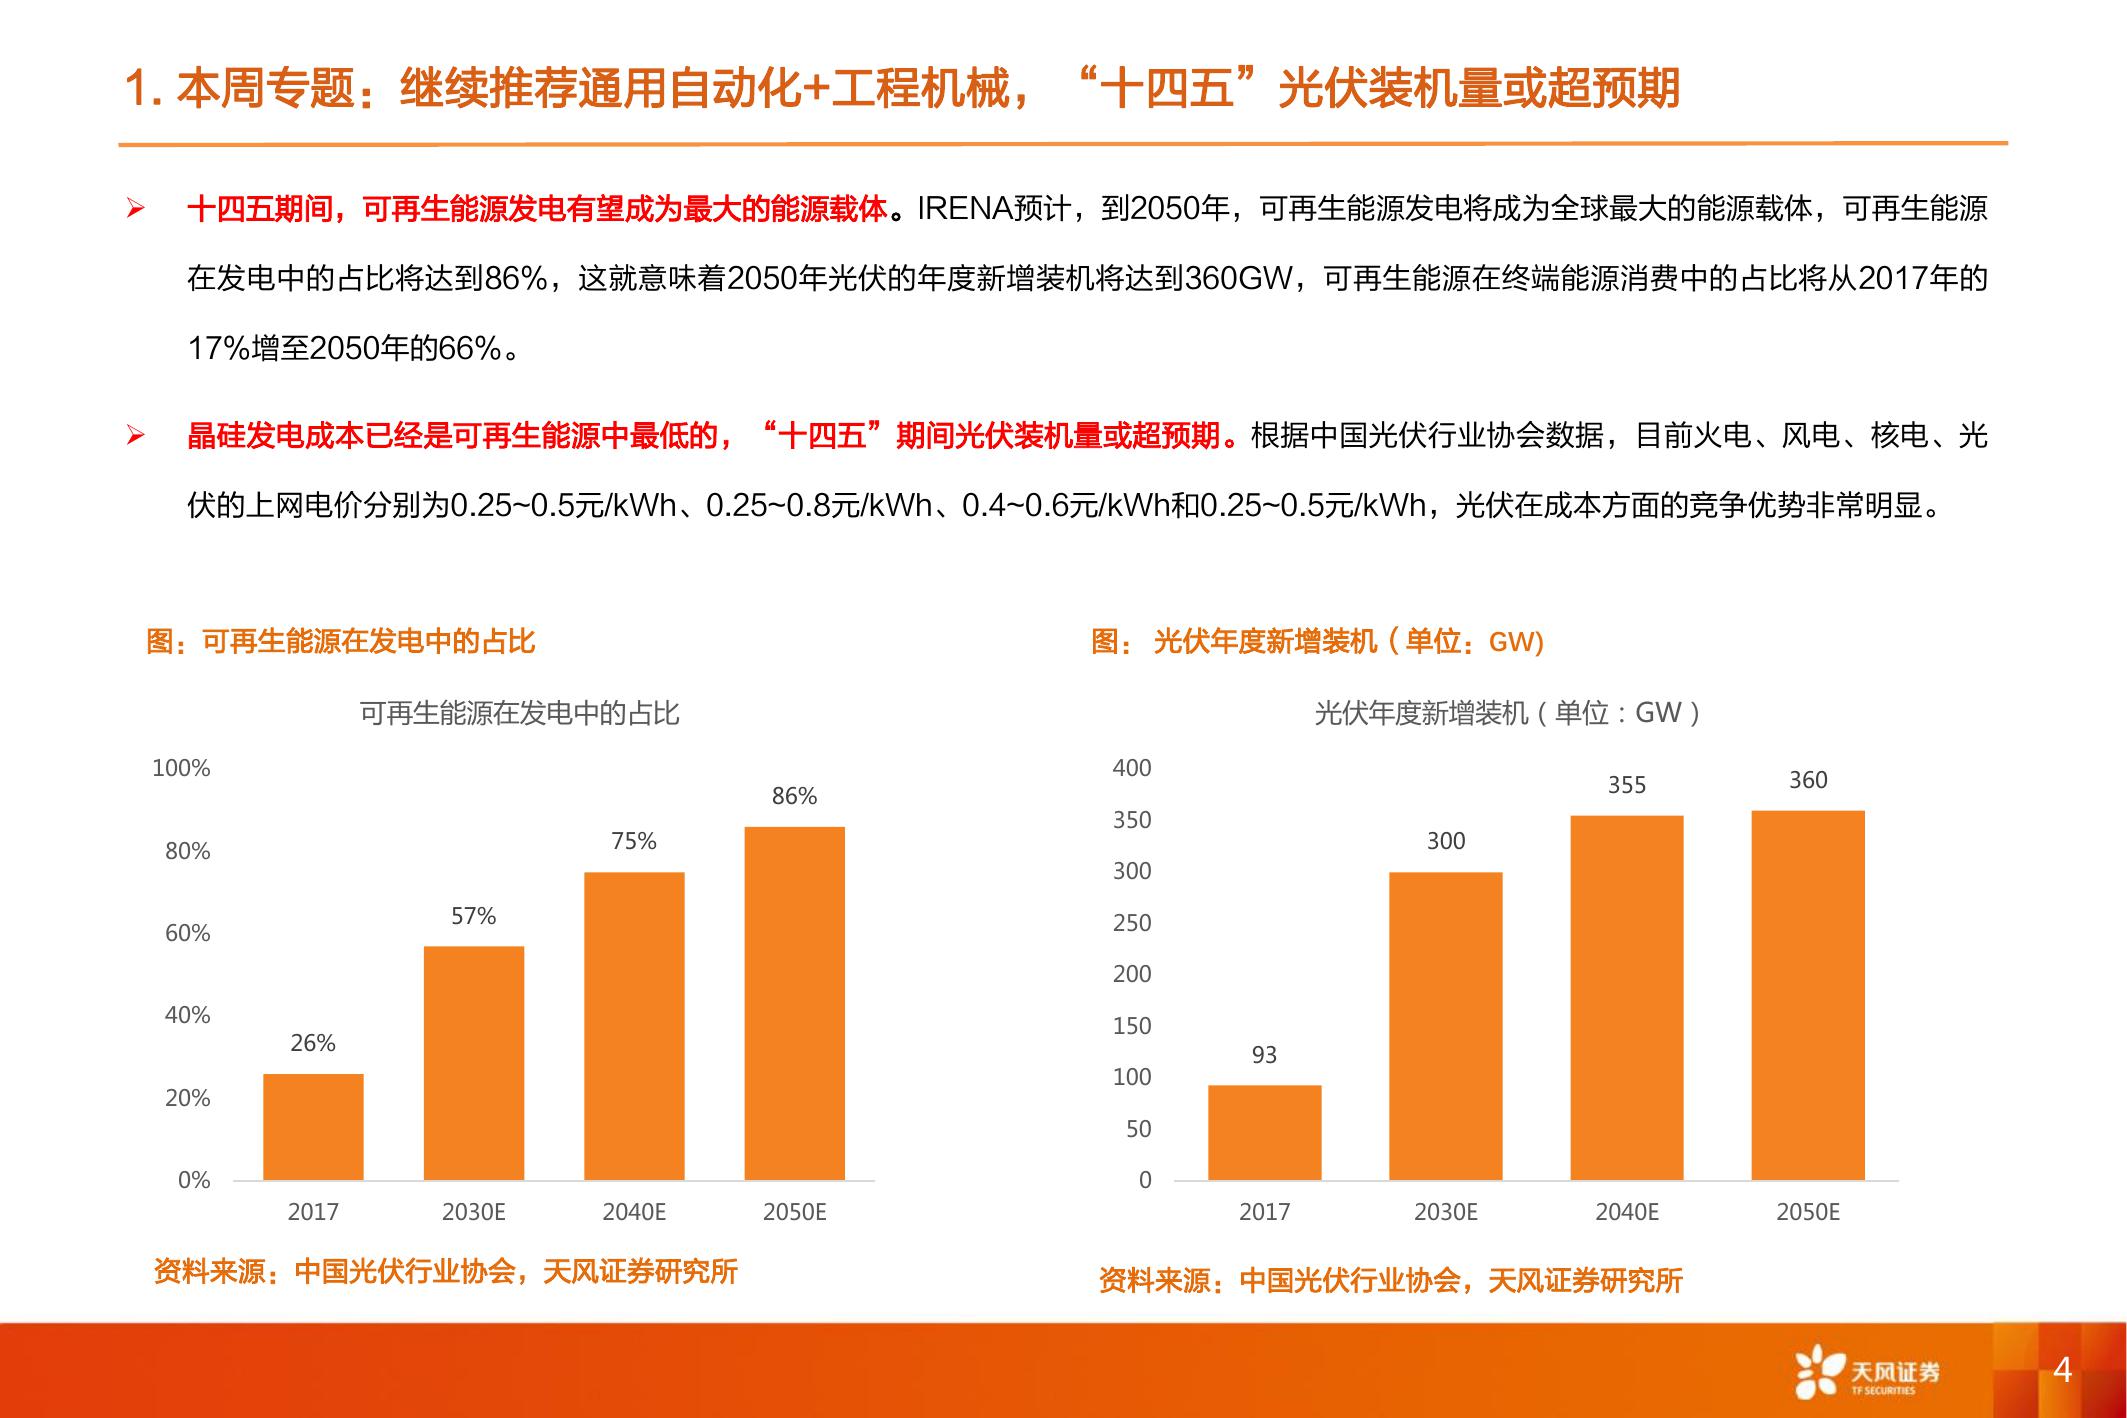 1. 本周专题：继续推荐通用自动化+工程机械，“十四五”光伏装机量或超预期
➢ 十四五期间，可再生能源发电有望成为最大的能源载体。IRENA预计，到2050年，可再生能源发电将成为全球最大的能源载体，可再生能源
在发电中的占比将达到86%，这就意味着2050年光伏的年度新增装机将达到360GW，可再生能源在终端能源消费中的占比将从2017年的
17%增至2050年的66%。
➢ 晶硅发电成本已经是可再生能源中最低的，“十四五”期间光伏装机量或超预期。根据中国光伏行业协会数据，目前火电、风电、核电、光
伏的上网电价分别为0.25~0.5元/kWh、0.25~0.8元/kWh、0.4~0.6元/kWh和0.25~0.5元/kWh，光伏在成本方面的竞争优势非常明显。
图：可再生能源在发电中的占比
可再生能源在发电中的占比
100%
80%
60%
40%
20%
0%
26%
57%
75%
86%
2017
2030E
2040E
2050E
资料来源：中国光伏行业协会，天风证券研究所
图： 光伏年度新增装机（单位：GW)
光伏年度新增装机（单位：GW）
400
350
300
250
200
150
100
50
0
93
300
355
360
2017
2030E
2040E
2050E
资料来源：中国光伏行业协会，天风证券研究所
天风证券
TF SECURITIES
4